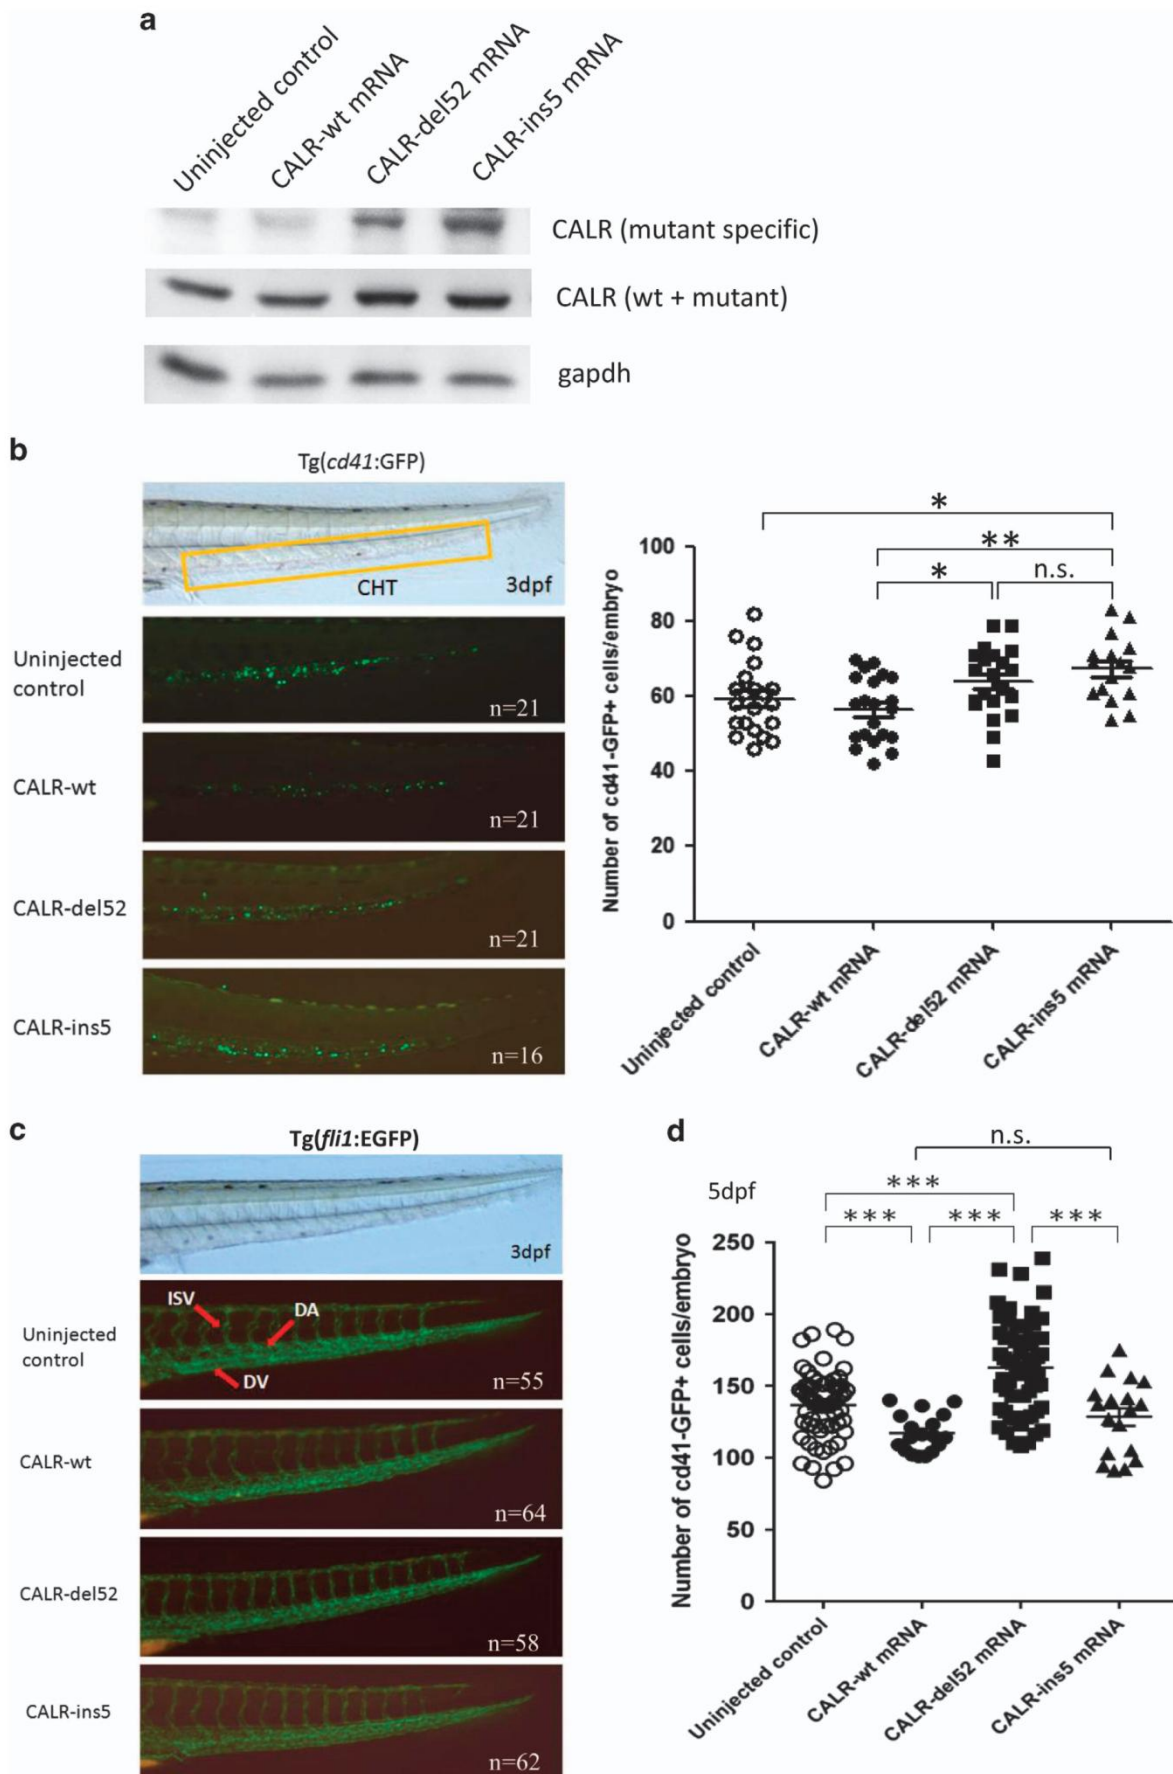 a
Uninjected control
CALR-wt mRNA
CALR-del52 mRNA
CALR-ins5 mRNA
CALR (mutant specific)
CALR (wt + mutant)
gapdh
b
Tg(cd41:GFP)
CHT
3dpf
Uninjected
control
n=21
CALR-wt
n=21
CALR-del52
n=21
CALR-ins5
n=16
*
**
*
n.s.
Number of cd41-GFP+ cells/embryo
100
80
60
40
20
0
Uninjected control
CALR-wt mRNA
CALR-del52 mRNA
CALR-ins5 mRNA
c
Tg(fli1:EGFP)
3dpf
Uninjected
control
ISV
DA
DV
n=55
CALR-wt
n=64
CALR-del52
n=58
CALR-ins5
n=62
d
n.s.
5dpf
***
***
***
***
Number of cd41-GFP+ cells/embryo
250
200
150
100
50
0
Uninjected control
CALR-wt mRNA
CALR-del52 mRNA
CALR-ins5 mRNA